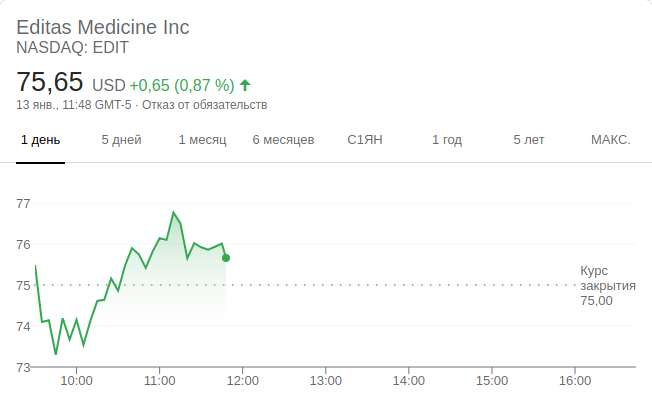 Editas Medicine Inc
NASDAQ: EDIT
75,65 USD +0,65 (0,87 %)
13 янв., 11:48 GMT-5 · Отказ от обязательств
1 день 5 дней 1 месяц 6 месяцев С1ЯН 1 год 5 лет МАКС.
77
76
75
74
73
Курс
закрытия
75,00
10:00 11:00 12:00 13:00 14:00 15:00 16:00